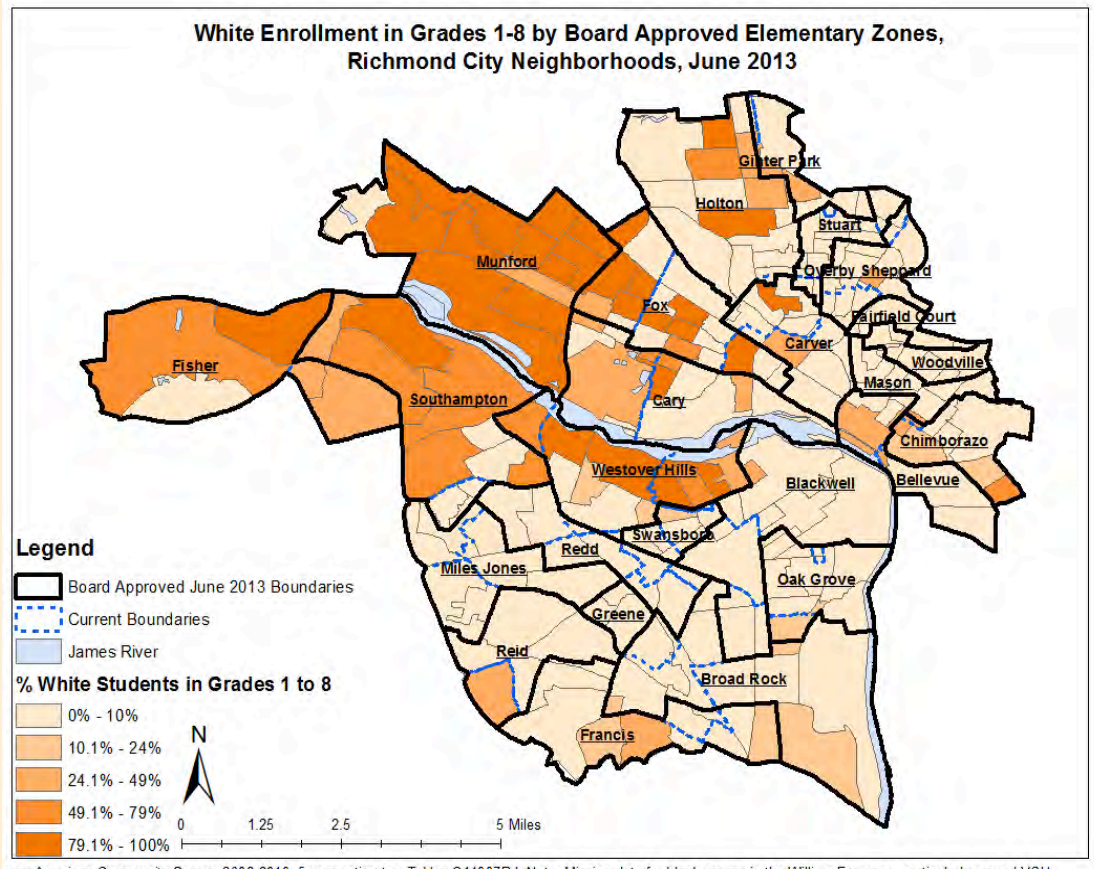 White Enrollment in Grades 1-8 by Board Approved Elementary Zones,
Richmond City Neighborhoods, June 2013
Ginter Park
Holton
Stuart
Munford
Overby Sheppard
Fox
Fairfield Court
Carver
Woodville
Fisher
Mason
Southampton
Cary
Chimborazo
Westover Hills
Bellevue
Blackwell
Swansboro
Redd
Miles Jones
Oak Grove
Greene
Reid
Broad Rock
Francis
Legend
Board Approved June 2013 Boundaries
Current Boundaries
James River
% White Students in Grades 1 to 8
0% - 10%
10.1% - 24%
24.1% - 49%
49.1% - 79%
79.1% - 100%
N
0 1.25 2.5 5 Miles